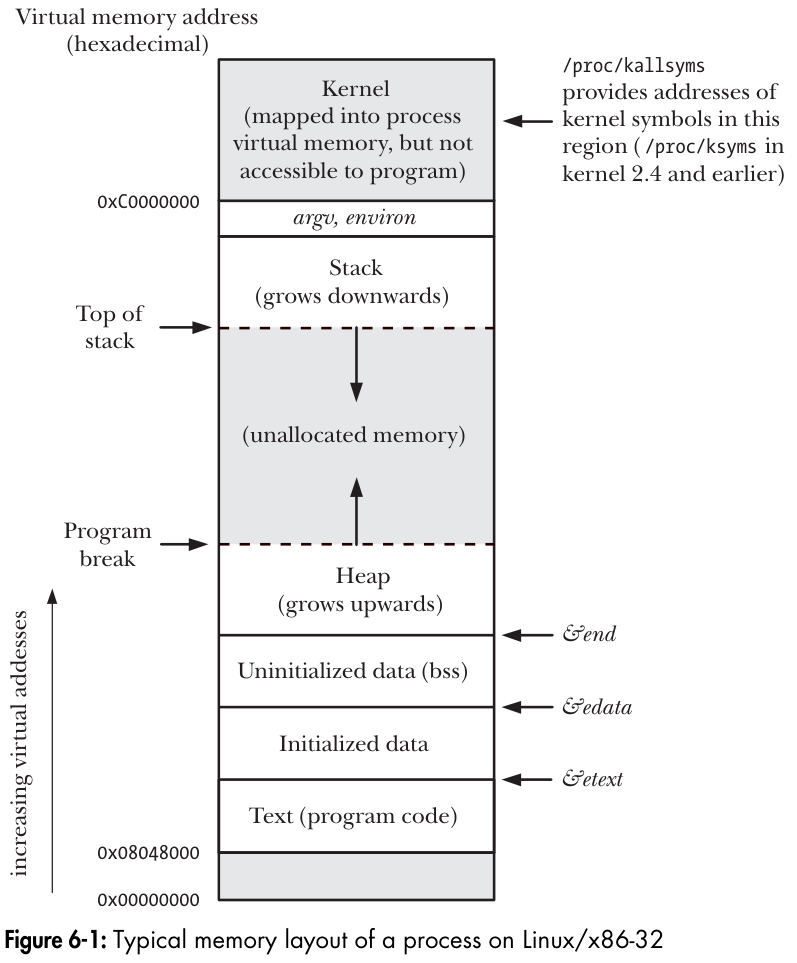 Virtual memory address
(hexadecimal)
/proc/kallsyms
provides addresses of
kernel symbols in this
region ( /proc/ksyms in
kernel 2.4 and earlier)
Kernel
(mapped into process
virtual memory, but not
accessible to program)
0xC0000000
argv, environ
Stack
(grows downwards)
Top of
stack
(unallocated memory)
Program
break
Heap
(grows upwards)
&end
Uninitialized data (bss)
&edata
Initialized data
&etext
Text (program code)
0x08048000
0x00000000
increasing virtual addesses
Figure 6-1: Typical memory layout of a process on Linux/x86-32